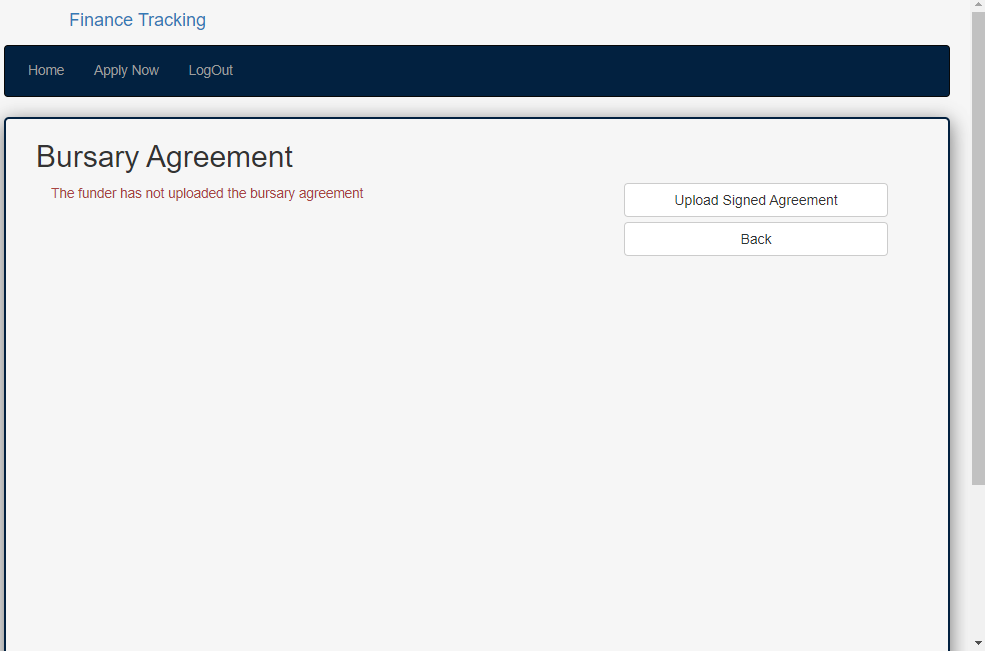 Finance Tracking
Home Apply Now LogOut
Bursary Agreement
The funder has not uploaded the bursary agreement
Upload Signed Agreement
Back